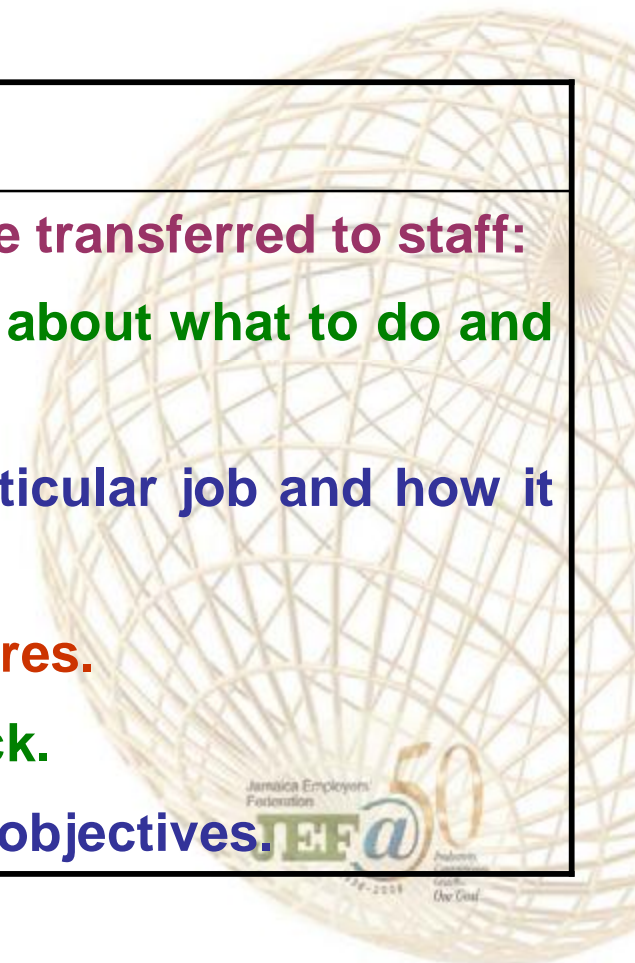 e transferred to staff:
about what to do and
ticular job and how it
res.
ck.
objectives.
Jamaica Employers'
Federation
JEF@50
One Goal